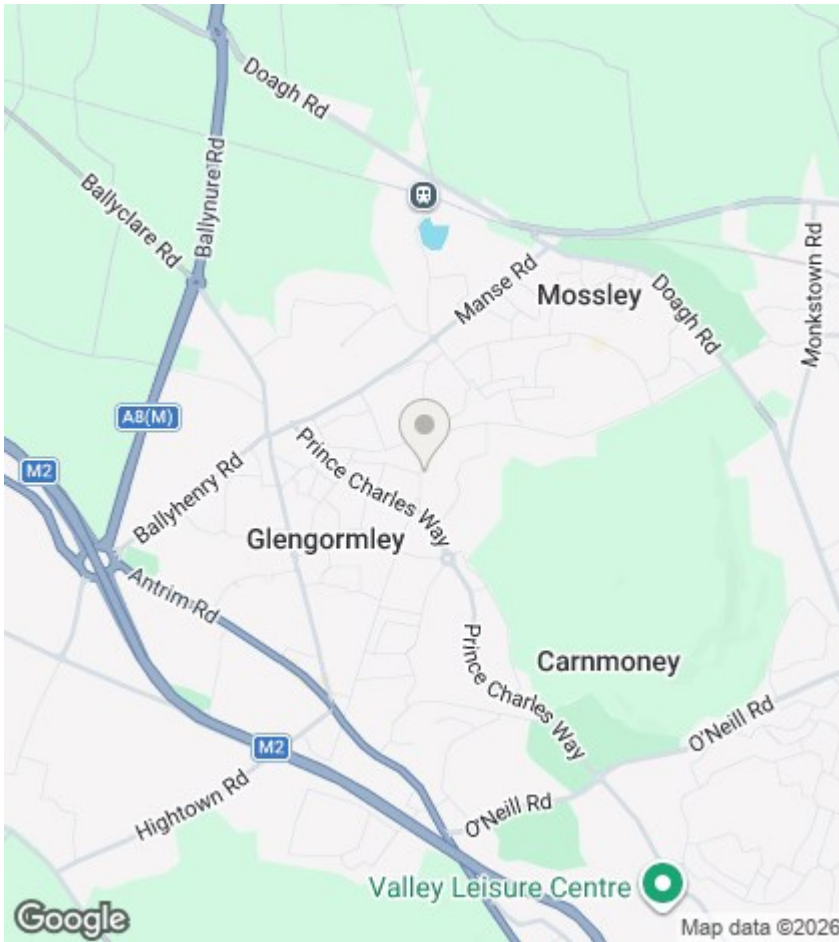 Doagh Rd
Ballynure Rd
Ballyclare Rd
Manse Rd
Mossley
Doagh Rd
Monkstown Rd
A8(M)
Prince Charles Way
M2
Ballyhenry Rd
Glengormley
Antrim Rd
Prince Charles Way
Carnmoney
M2
O'Neill Rd
Hightown Rd
O'Neill Rd
Valley Leisure Centre
Google
Map data ©2026